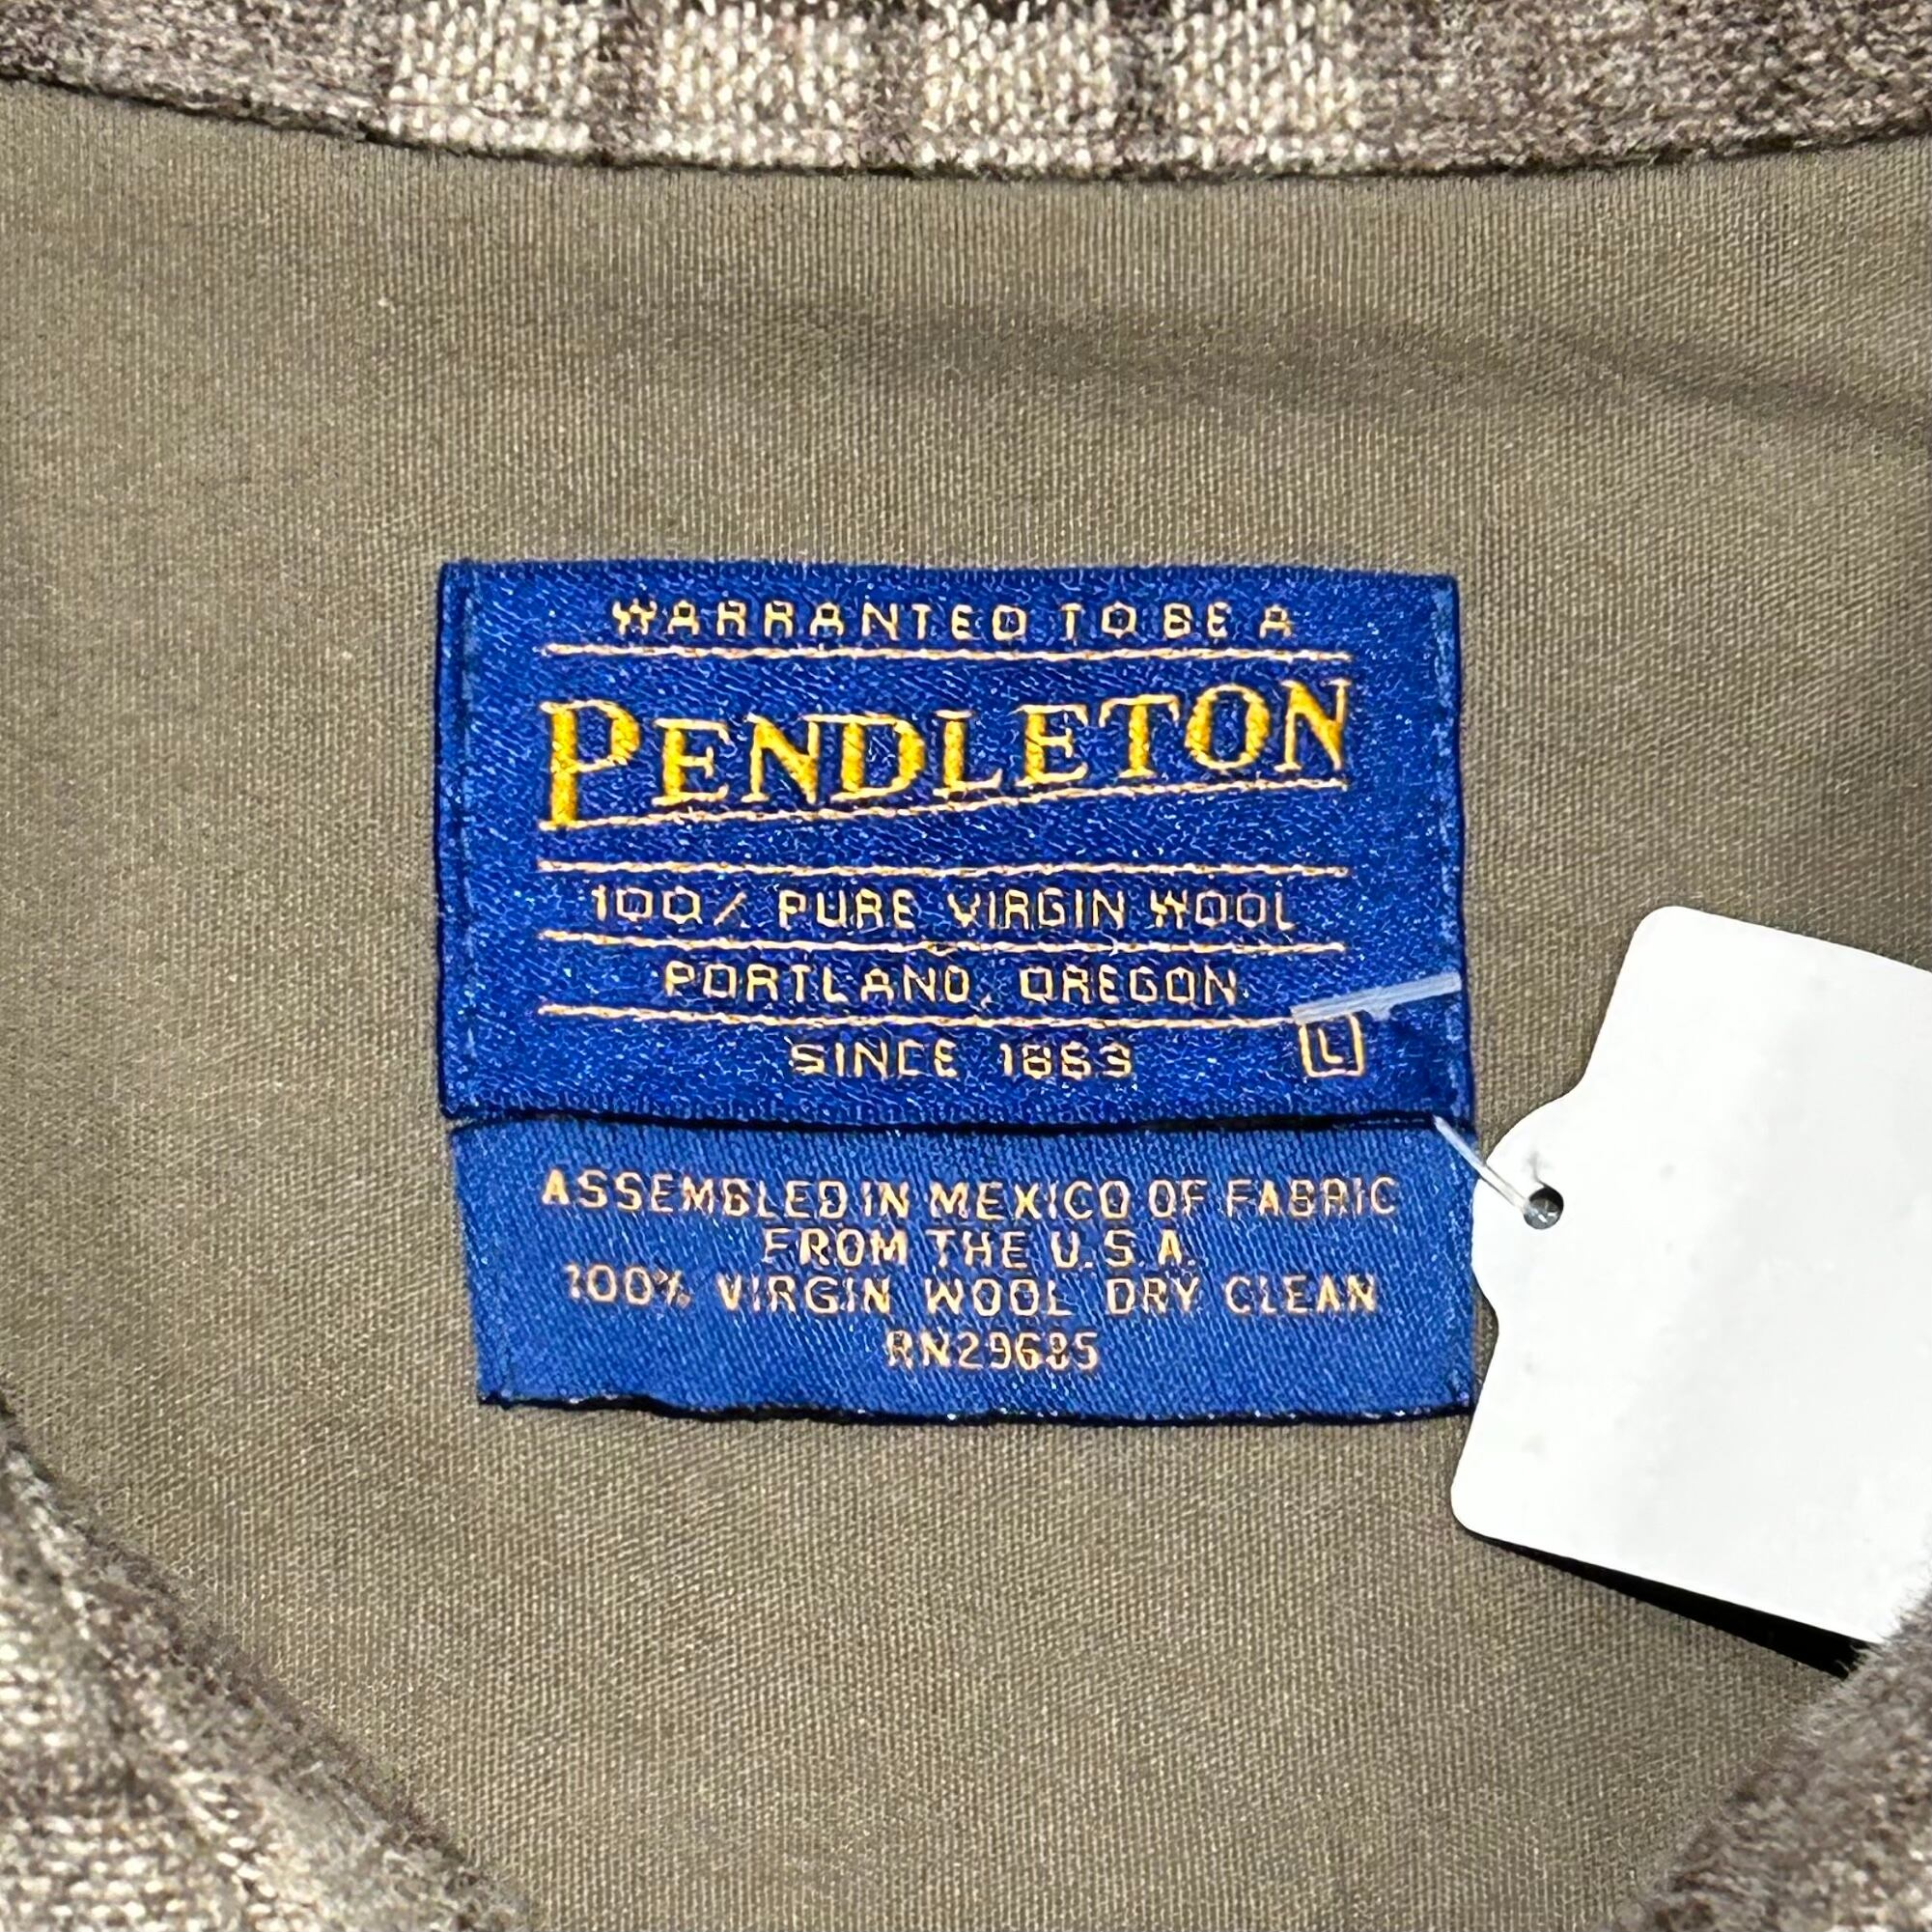 WARRANTED TO BE A
PENDLETON
100% PURE VIRGIN WOOL
PORTLAND, OREGON
SINCE 1863 L
ASSEMBLED IN MEXICO OF FABRIC
FROM THE U.S.A.
100% VIRGIN WOOL DRY CLEAN
RN29685